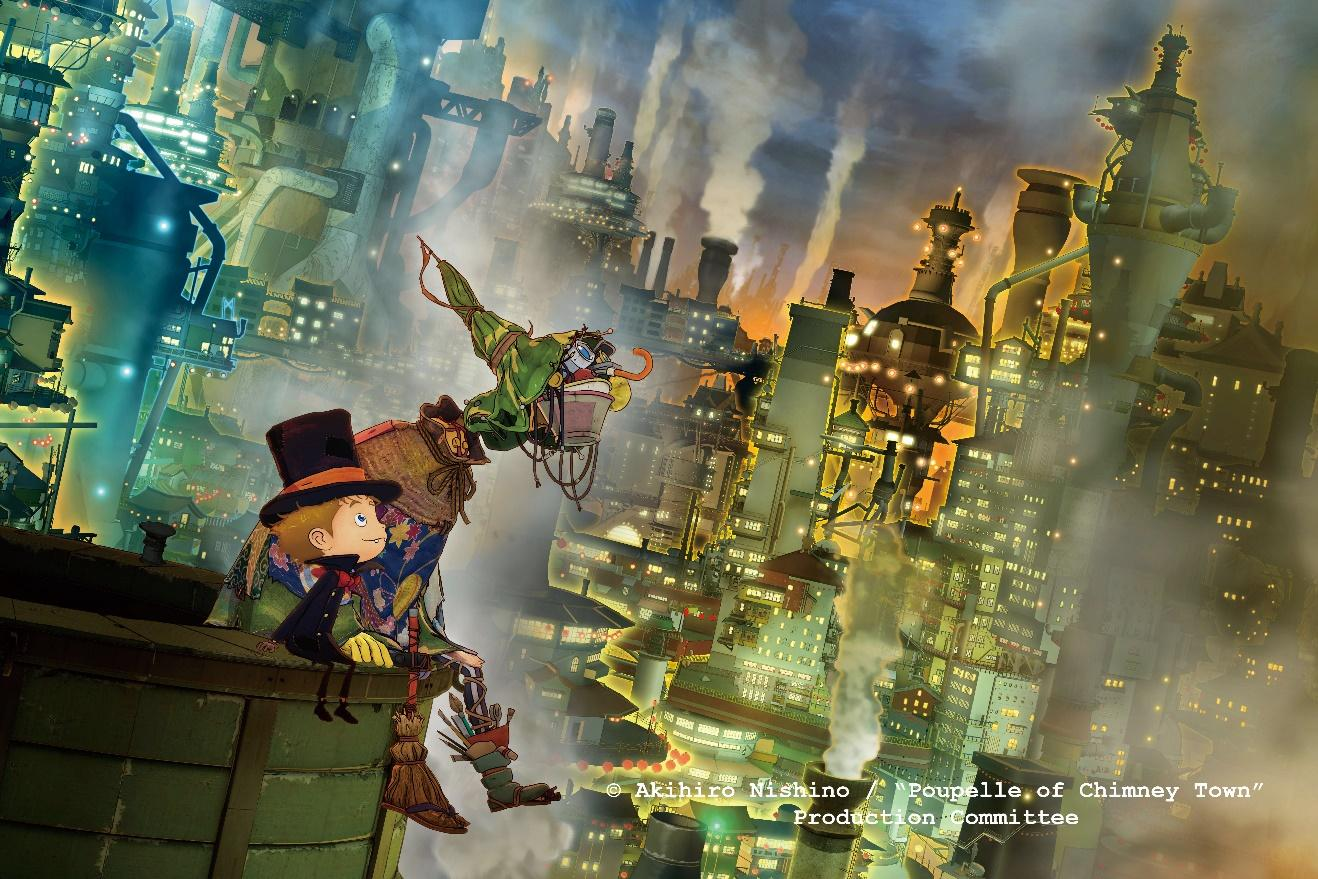 © Akihiro Nishino / “Poupelle of Chimney Town”
Production Committee